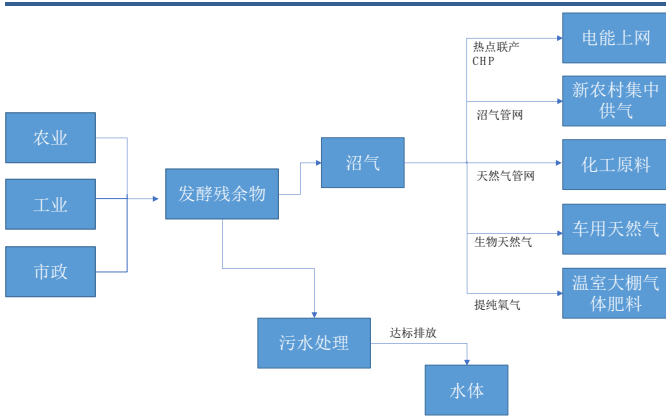 热点联产
CHP
电能上网
沼气管网
新农村集中
供气
农业
工业
市政
发酵残余物
沼气
天然气管网
化工原料
生物天然气
车用天然气
提纯氧气
温室大棚气
体肥料
污水处理
达标排放
水体